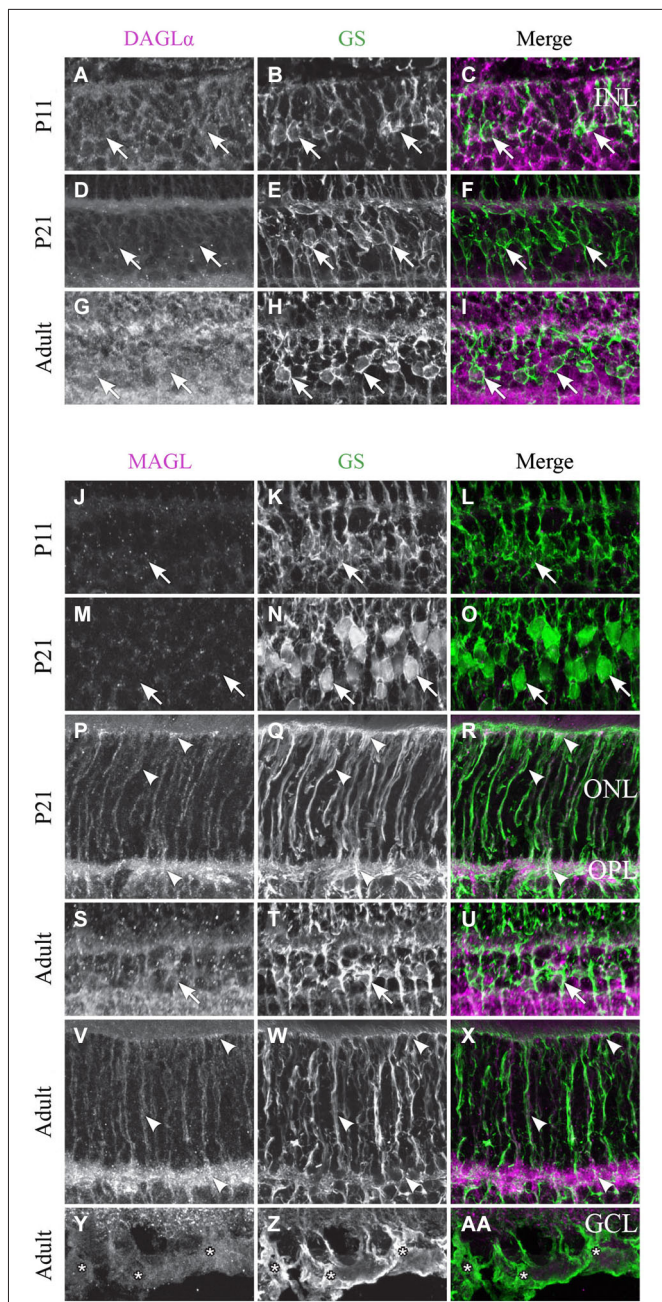 DAGLα GS Merge
P11 A B C INL
P21 D E F
Adult G H I
MAGL GS Merge
P11 J K L
P21 M N O
P21 P Q R ONL OPL
Adult S T U
Adult V W X
Adult Y Z AA GCL
* * * * * * * * *